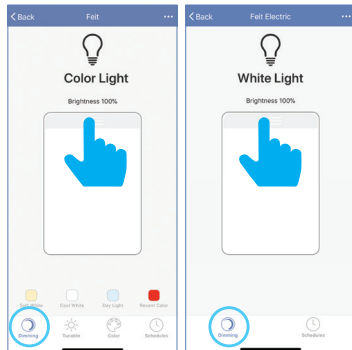 Back Feit ...
Color Light
Brightness 100%
Soft White Cool White Day Light Recent Color
Dimming Tunable Color Schedules
Back Feit Electric ...
White Light
Brightness 100%
Dimming Schedules